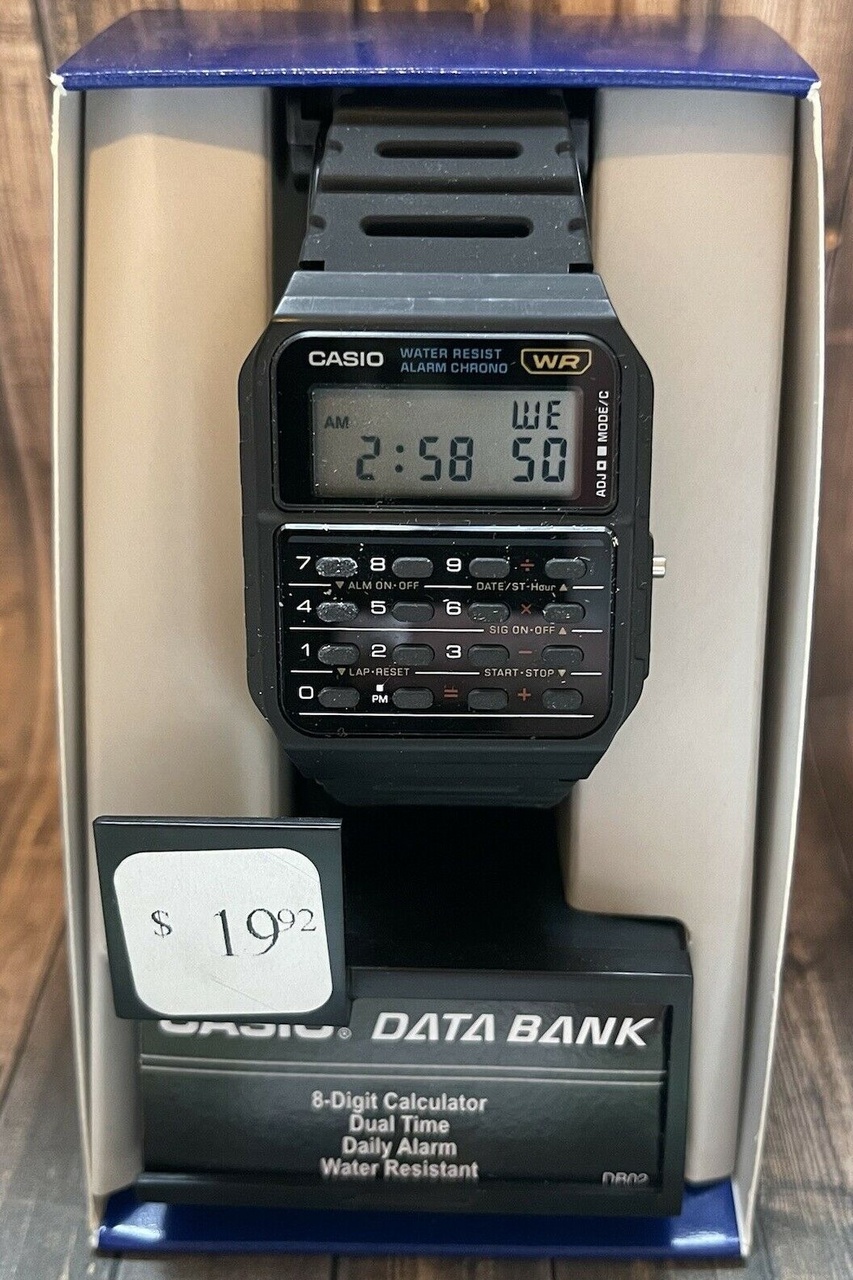 CASIO WATER RESIST WR
ALARM CHRONO
AM WE
2:58 50
ADJ MODE/C
7 8 9 ÷
▼ ALM ON·OFF DATE/ST-Hour ▲
4 5 6 ×
SIG ON·OFF ▲
1 2 3 −
▼ LAP·RESET START·STOP ▼
0 PM = +
$ 19 92
CASIO® DATA BANK
8-Digit Calculator
Dual Time
Daily Alarm
Water Resistant
DB02